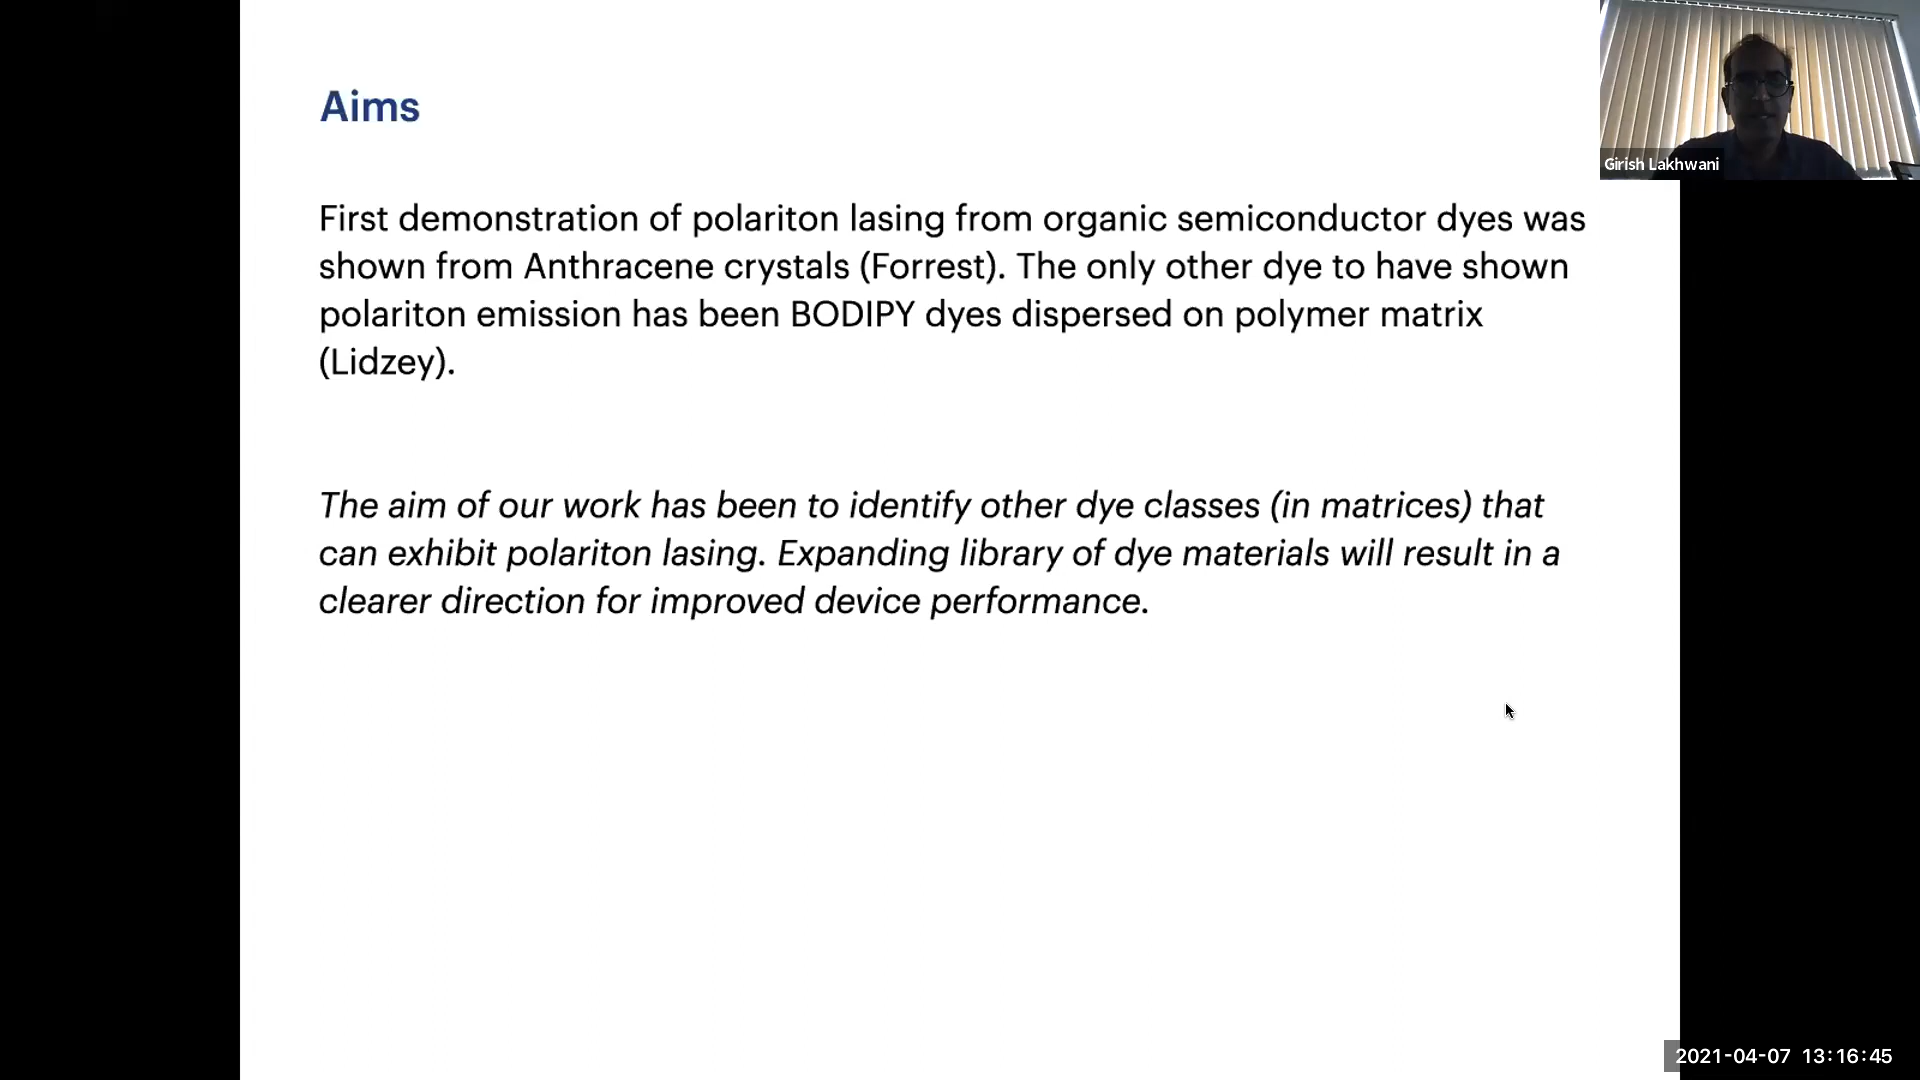 Aims
First demonstration of polariton lasing from organic semiconductor dyes was
shown from Anthracene crystals (Forrest). The only other dye to have shown
polariton emission has been BODIPY dyes dispersed on polymer matrix
(Lidzey).
The aim of our work has been to identify other dye classes (in matrices) that
can exhibit polariton lasing. Expanding library of dye materials will result in a
clearer direction for improved device performance.
Girish Lakhwani
2021-04-07 13:16:45